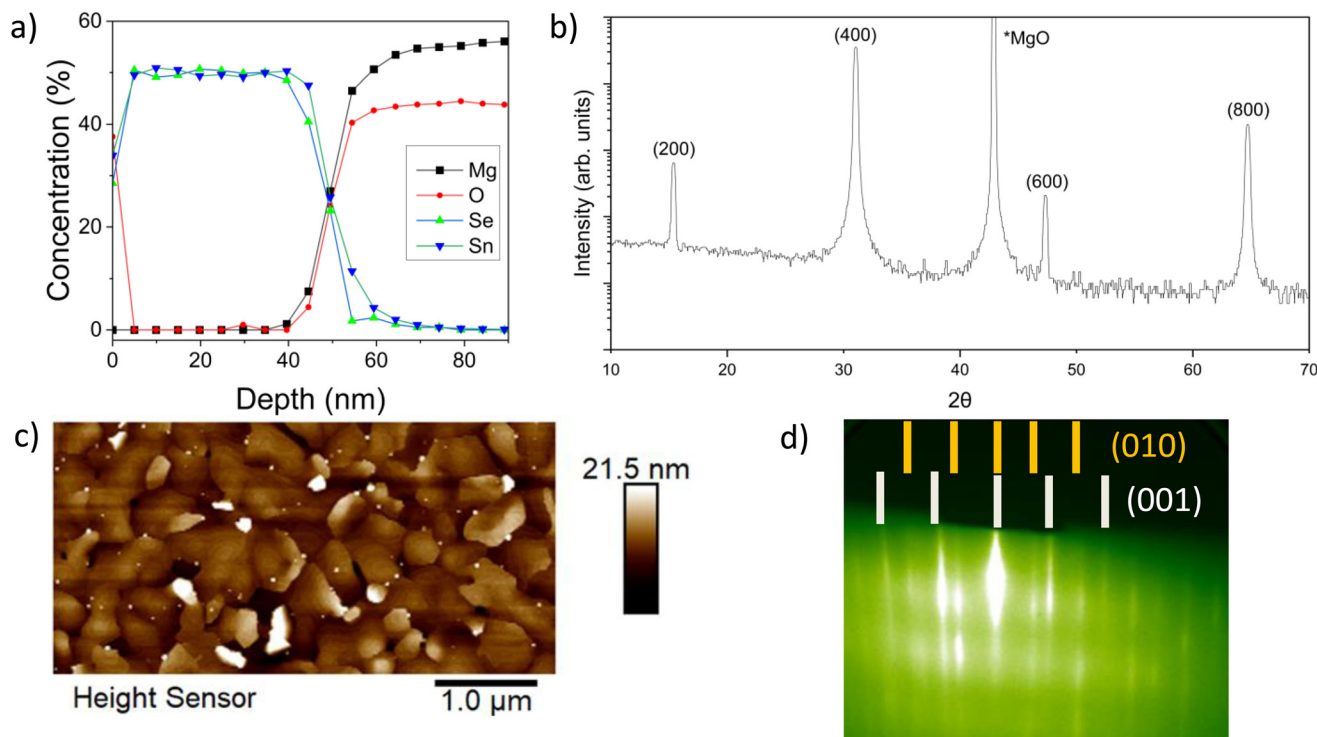 a)
Concentration (%)
60
40
20
0
Mg
O
Se
Sn
0 20 40 60 80
Depth (nm)
b)
Intensity (arb. units)
(200)
(400)
*MgO
(600)
(800)
10 20 30 40 50 60 70
2θ
c)
21.5 nm
Height Sensor
1.0 µm
d)
(010)
(001)